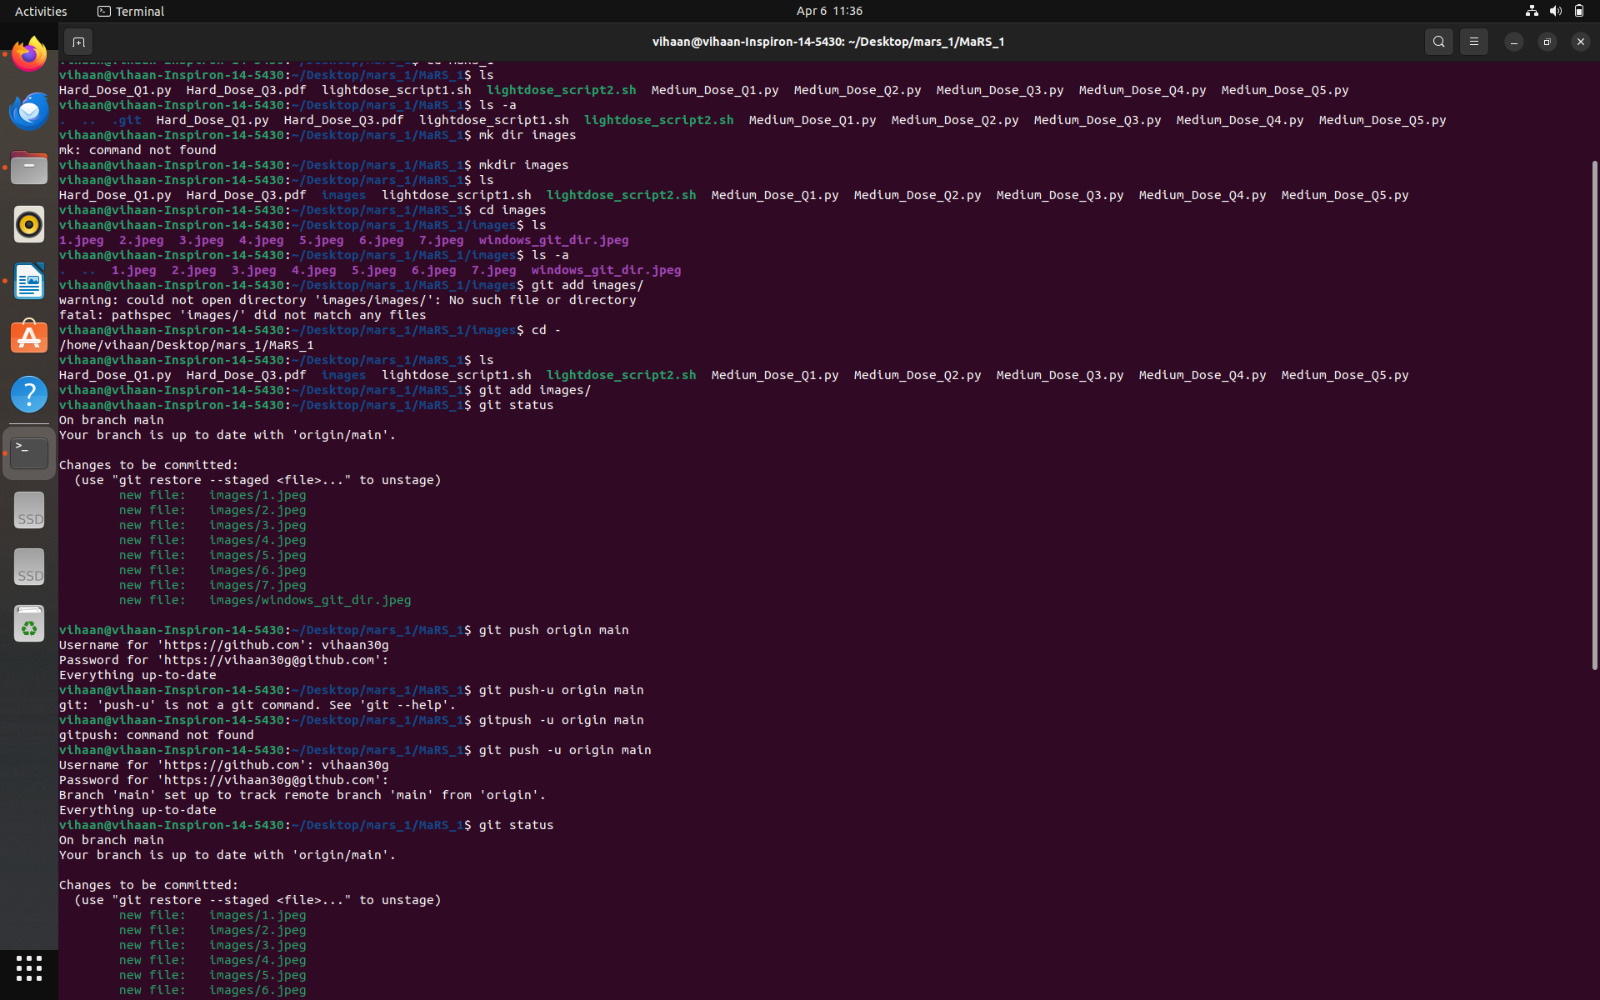 Activities Terminal Apr 6 11:36
vihaan@vihaan-Inspiron-14-5430: ~/Desktop/mars_1/MaRS_1
vihaan@vihaan-Inspiron-14-5430:~/Desktop/mars_1/MaRS_1$ cd MaRS_1
vihaan@vihaan-Inspiron-14-5430:~/Desktop/mars_1/MaRS_1$ ls
Hard_Dose_Q1.py Hard_Dose_Q3.pdf lightdose_script1.sh lightdose_script2.sh Medium_Dose_Q1.py Medium_Dose_Q2.py Medium_Dose_Q3.py Medium_Dose_Q4.py Medium_Dose_Q5.py
vihaan@vihaan-Inspiron-14-5430:~/Desktop/mars_1/MaRS_1$ ls -a
. .. .git Hard_Dose_Q1.py Hard_Dose_Q3.pdf lightdose_script1.sh lightdose_script2.sh Medium_Dose_Q1.py Medium_Dose_Q2.py Medium_Dose_Q3.py Medium_Dose_Q4.py Medium_Dose_Q5.py
vihaan@vihaan-Inspiron-14-5430:~/Desktop/mars_1/MaRS_1$ mk dir images
mk: command not found
vihaan@vihaan-Inspiron-14-5430:~/Desktop/mars_1/MaRS_1$ mkdir images
vihaan@vihaan-Inspiron-14-5430:~/Desktop/mars_1/MaRS_1$ ls
Hard_Dose_Q1.py Hard_Dose_Q3.pdf images lightdose_script1.sh lightdose_script2.sh Medium_Dose_Q1.py Medium_Dose_Q2.py Medium_Dose_Q3.py Medium_Dose_Q4.py Medium_Dose_Q5.py
vihaan@vihaan-Inspiron-14-5430:~/Desktop/mars_1/MaRS_1$ cd images
vihaan@vihaan-Inspiron-14-5430:~/Desktop/mars_1/MaRS_1/images$ ls
1.jpeg 2.jpeg 3.jpeg 4.jpeg 5.jpeg 6.jpeg 7.jpeg windows_git_dir.jpeg
vihaan@vihaan-Inspiron-14-5430:~/Desktop/mars_1/MaRS_1/images$ ls -a
. .. 1.jpeg 2.jpeg 3.jpeg 4.jpeg 5.jpeg 6.jpeg 7.jpeg windows_git_dir.jpeg
vihaan@vihaan-Inspiron-14-5430:~/Desktop/mars_1/MaRS_1/images$ git add images/
warning: could not open directory 'images/images/': No such file or directory
fatal: pathspec 'images/' did not match any files
vihaan@vihaan-Inspiron-14-5430:~/Desktop/mars_1/MaRS_1/images$ cd -
/home/vihaan/Desktop/mars_1/MaRS_1
vihaan@vihaan-Inspiron-14-5430:~/Desktop/mars_1/MaRS_1$ ls
Hard_Dose_Q1.py Hard_Dose_Q3.pdf images lightdose_script1.sh lightdose_script2.sh Medium_Dose_Q1.py Medium_Dose_Q2.py Medium_Dose_Q3.py Medium_Dose_Q4.py Medium_Dose_Q5.py
vihaan@vihaan-Inspiron-14-5430:~/Desktop/mars_1/MaRS_1$ git add images/
vihaan@vihaan-Inspiron-14-5430:~/Desktop/mars_1/MaRS_1$ git status
On branch main
Your branch is up to date with 'origin/main'.
Changes to be committed:
(use "git restore --staged <file>..." to unstage)
new file: images/1.jpeg
new file: images/2.jpeg
new file: images/3.jpeg
new file: images/4.jpeg
new file: images/5.jpeg
new file: images/6.jpeg
new file: images/7.jpeg
new file: images/windows_git_dir.jpeg
vihaan@vihaan-Inspiron-14-5430:~/Desktop/mars_1/MaRS_1$ git push origin main
Username for 'https://github.com': vihaan30g
Password for 'https://vihaan30g@github.com':
Everything up-to-date
vihaan@vihaan-Inspiron-14-5430:~/Desktop/mars_1/MaRS_1$ git push-u origin main
git: 'push-u' is not a git command. See 'git --help'.
vihaan@vihaan-Inspiron-14-5430:~/Desktop/mars_1/MaRS_1$ gitpush -u origin main
gitpush: command not found
vihaan@vihaan-Inspiron-14-5430:~/Desktop/mars_1/MaRS_1$ git push -u origin main
Username for 'https://github.com': vihaan30g
Password for 'https://vihaan30g@github.com':
Branch 'main' set up to track remote branch 'main' from 'origin'.
Everything up-to-date
vihaan@vihaan-Inspiron-14-5430:~/Desktop/mars_1/MaRS_1$ git status
On branch main
Your branch is up to date with 'origin/main'.
Changes to be committed:
(use "git restore --staged <file>..." to unstage)
new file: images/1.jpeg
new file: images/2.jpeg
new file: images/3.jpeg
new file: images/4.jpeg
new file: images/5.jpeg
new file: images/6.jpeg
SSD
SSD